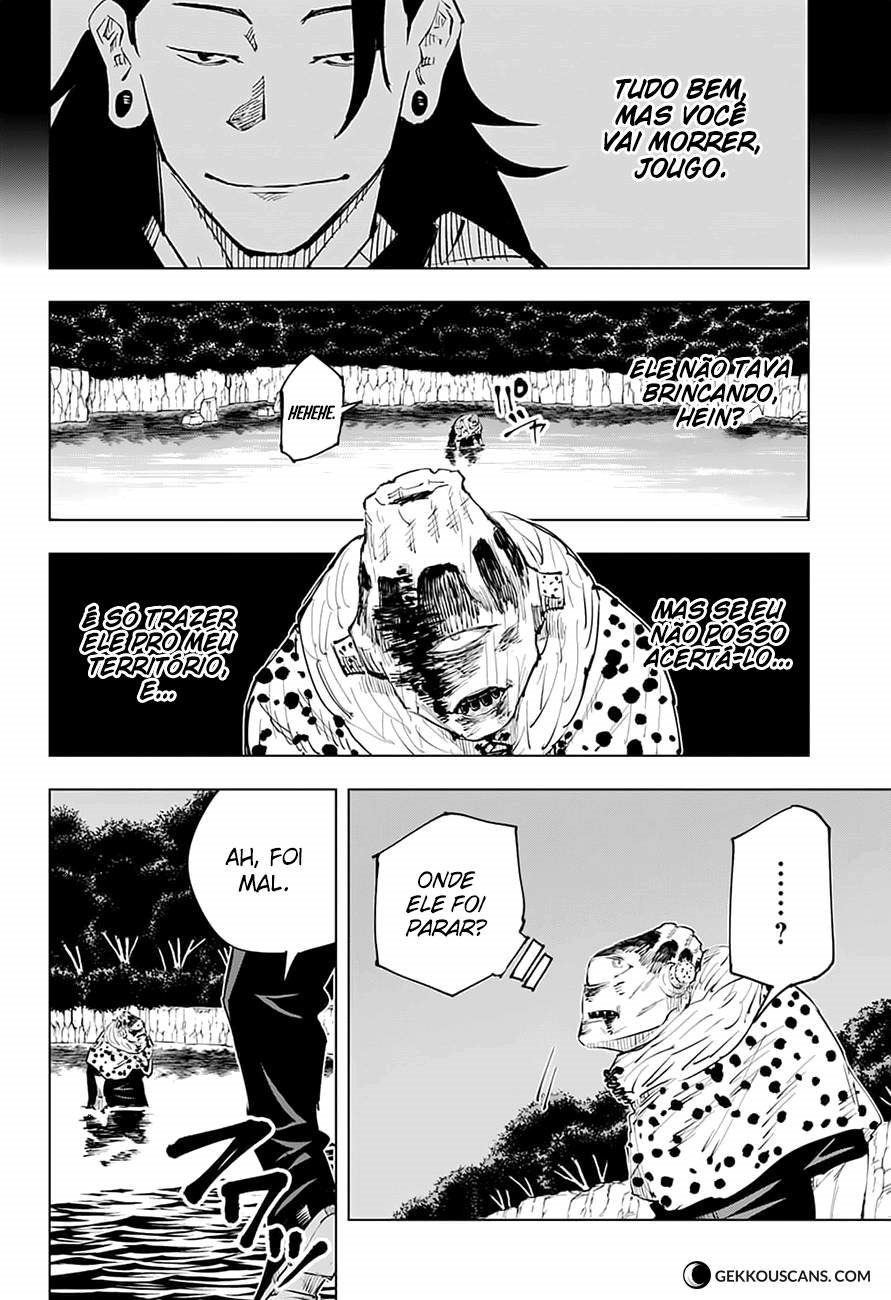 TUDO BEM,
MAS VOCÊ
VAI MORRER,
JOUGO.
ELE NÃO TAVA
BRINCANDO,
HEIN?
HEHEHE.
MAS SE EU
NÃO POSSO
ACERTÁ-LO...
É SÓ TRAZER
ELE PRO MEU
TERRITÓRIO,
E...
......?
ONDE
ELE FOI
PARAR?
AH, FOI
MAL.
GEKKOUSCANS.COM